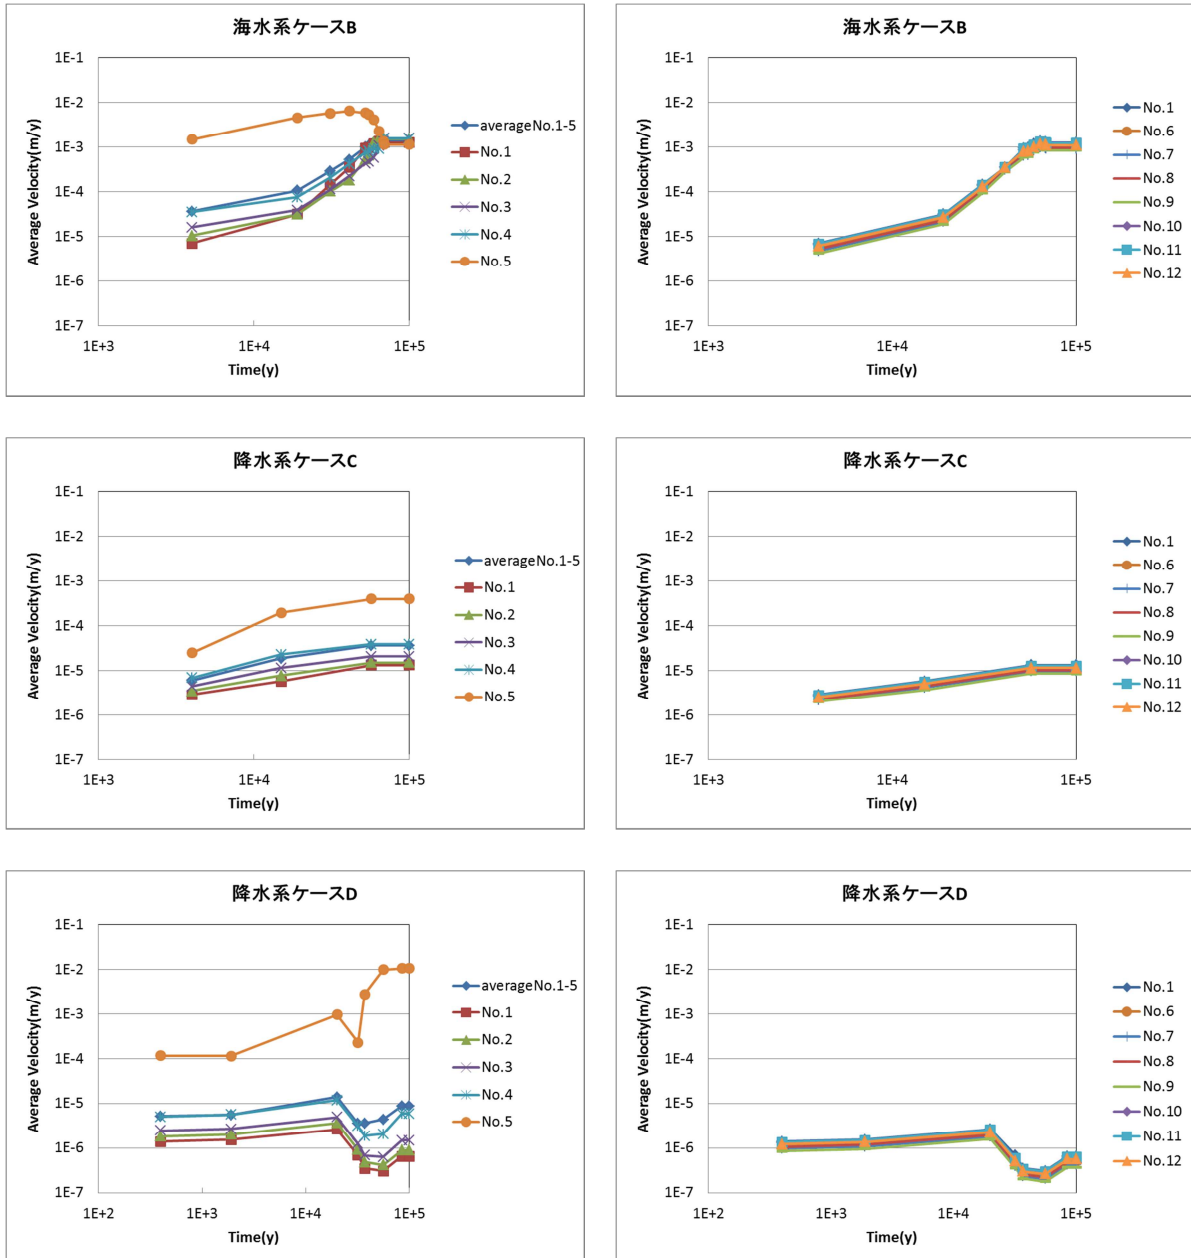 海水系ケースB
1E-1
1E-2
1E-3
1E-4
1E-5
1E-6
1E-7
Average Velocity(m/y)
1E+3
1E+4
1E+5
Time(y)
averageNo.1-5
No.1
No.2
No.3
No.4
No.5
海水系ケースB
1E-1
1E-2
1E-3
1E-4
1E-5
1E-6
1E-7
Average Velocity(m/y)
1E+3
1E+4
1E+5
Time(y)
No.1
No.6
No.7
No.8
No.9
No.10
No.11
No.12
降水系ケースC
1E-1
1E-2
1E-3
1E-4
1E-5
1E-6
1E-7
Average Velocity(m/y)
1E+3
1E+4
1E+5
Time(y)
averageNo.1-5
No.1
No.2
No.3
No.4
No.5
降水系ケースC
1E-1
1E-2
1E-3
1E-4
1E-5
1E-6
1E-7
Average Velocity(m/y)
1E+3
1E+4
1E+5
Time(y)
No.1
No.6
No.7
No.8
No.9
No.10
No.11
No.12
降水系ケースD
1E-1
1E-2
1E-3
1E-4
1E-5
1E-6
1E-7
Average Velocity(m/y)
1E+2
1E+3
1E+4
1E+5
Time(y)
averageNo.1-5
No.1
No.2
No.3
No.4
No.5
降水系ケースD
1E-1
1E-2
1E-3
1E-4
1E-5
1E-6
1E-7
Average Velocity(m/y)
1E+2
1E+3
1E+4
1E+5
Time(y)
No.1
No.6
No.7
No.8
No.9
No.10
No.11
No.12